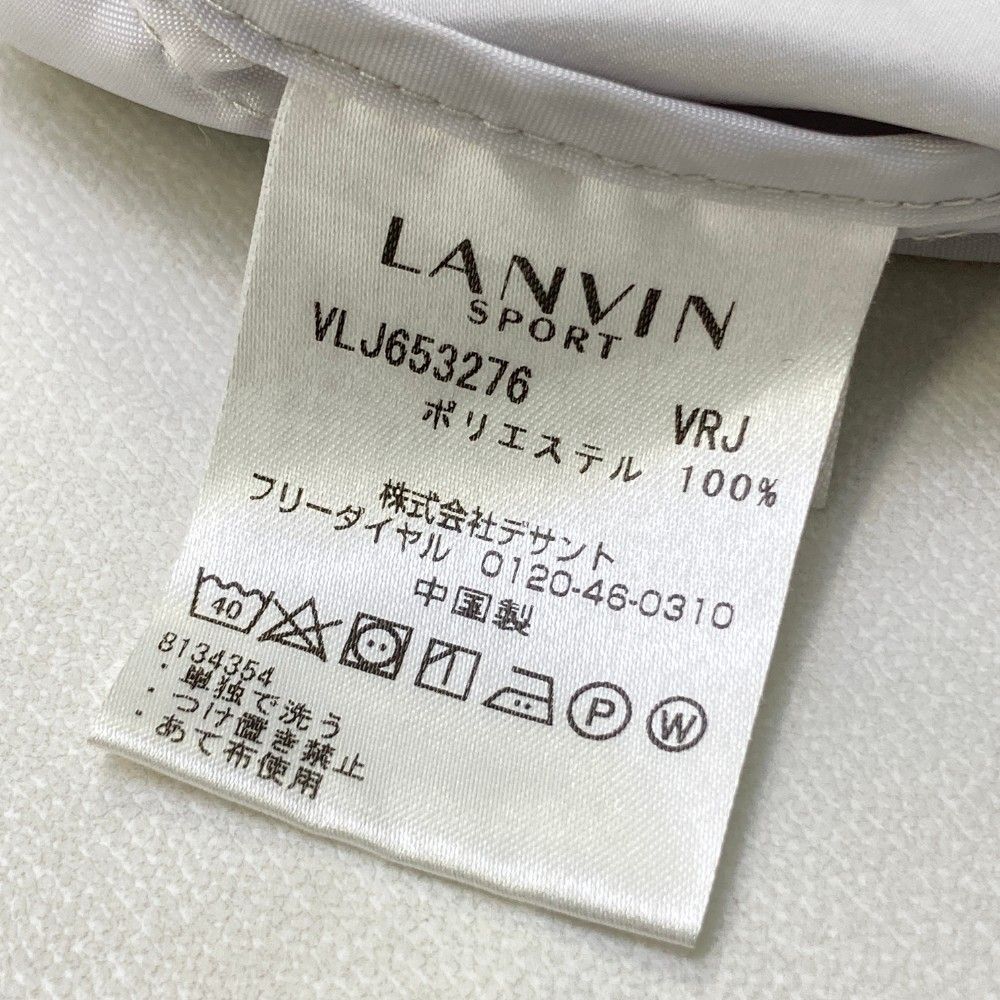 LANVIN
SPORT
VLJ653276 VRJ
ポリエステル 100%
株式会社デサント
フリーダイヤル 0120-46-0310
中国製
40 P W
8134354
・単独で洗う
・つけ置き禁止
・あて布使用